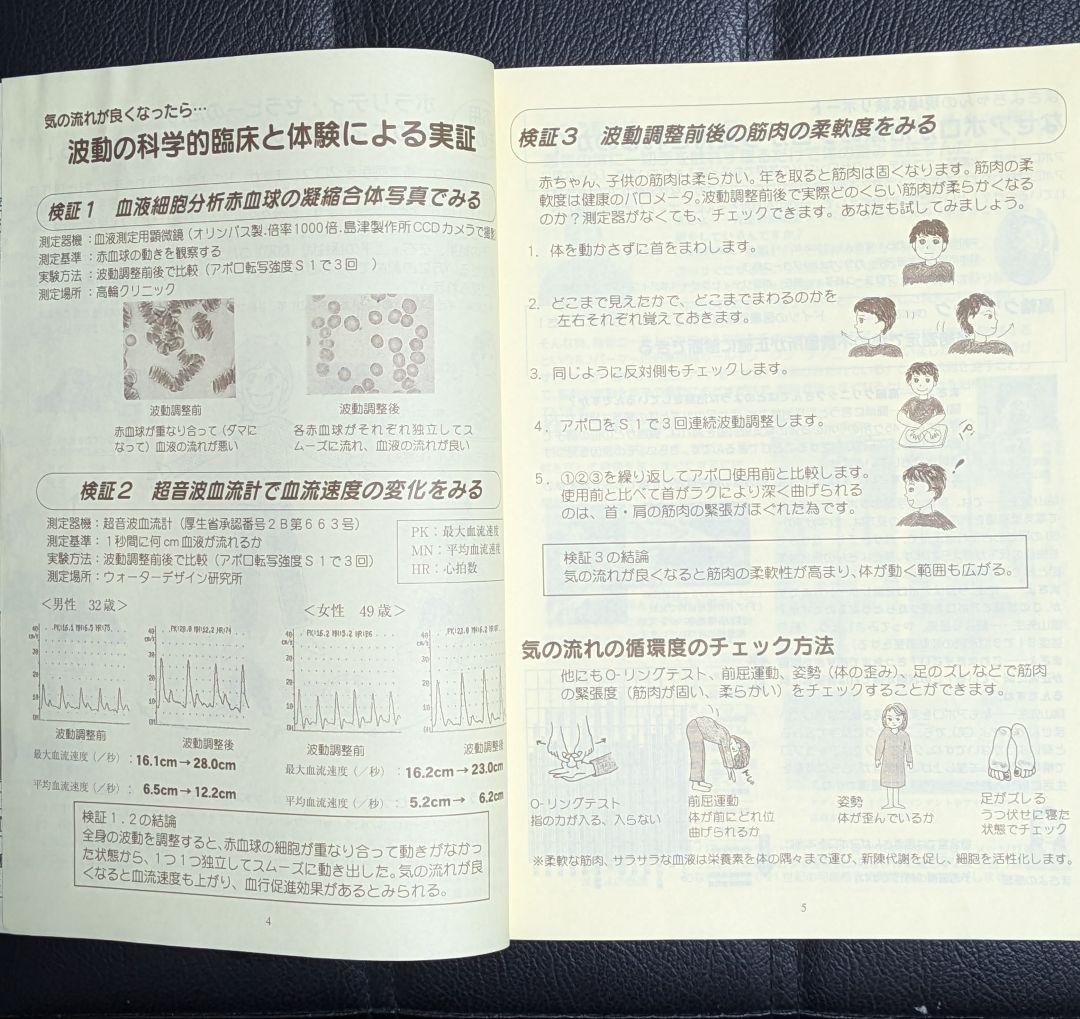 気の流れが良くなったら…
波動の科学的臨床と体験による実証
検証1 血液細胞分析赤血球の凝縮合体写真でみる
測定器機：血液測定用顕微鏡(オリンパス製.倍率1000倍.島津製作所CCDカメラで撮影
測定基準：赤血球の動きを観察する
実験方法：波動調整前後で比較（アポロ転写強度Ｓ１で３回　）
測定場所：高輪クリニック
波動調整前
波動調整後
赤血球が重なり合って(ダマに
なって)血液の流れが悪い
各赤血球がそれぞれ独立してス
ムーズに流れ、血液の流れが良い
検証2 超音波血流計で血流速度の変化をみる
測定器機：超音波血流計（厚生省承認番号２Ｂ第６６３号）
測定基準：1秒間に何cm血液が流れるか
実験方法：波動調整前後で比較（アポロ転写強度Ｓ１で３回）
測定場所：ウォーターデザイン研究所
PK：最大血流速度
MN：平均血流速度
HR：心拍数
＜男性 32歳＞
＜女性 49歳＞
波動調整前
波動調整後
波動調整前
波動調整後
最大血流速度（／秒）：16.1cm→28.0cm
平均血流速度（／秒）：6.5cm→12.2cm
最大血流速度（／秒）：16.2cm→23.0cm
平均血流速度（／秒）：5.2cm→ 6.2cm
検証1.2の結論
全身の波動を調整すると、赤血球の細胞が重なり合って動きがなかっ
た状態から、1つ1つ独立してスムーズに動き出した。気の流れが良
くなると血流速度も上がり、血行促進効果があるとみられる。
4
検証3 波動調整前後の筋肉の柔軟度をみる
赤ちゃん、子供の筋肉は柔らかい。年を取ると筋肉は固くなります。筋肉の柔
軟度は健康のバロメータ。波動調整前後で実際どのくらい筋肉が柔らかくなる
のか？測定器がなくても、チェックできます。あなたも試してみましょう。
1．体を動かさずに首をまわします。
2．どこまで見えたかで、どこまでまわるのかを
左右それぞれ覚えておきます。
3．同じように反対側もチェックします。
4．アポロをＳ１で３回連続波動調整します。
5．①②③を繰り返してアポロ使用前と比較します。
使用前と比べて首がラクにより深く曲げられる
のは、首・肩の筋肉の緊張がほぐれた為です。
検証3の結論
気の流れが良くなると筋肉の柔軟性が高まり、体が動く範囲も広がる。
気の流れの循環度のチェック方法
他にもO-リングテスト、前屈運動、姿勢（体の歪み）、足のズレなどで筋肉
の緊張度（筋肉が固い、柔らかい）をチェックすることができます。
O-リングテスト
指の力が入る、入らない
前屈運動
体が前にどれ位
曲げられるか
姿勢
体が歪んでいるか
足がズレる
うつ伏せに寝た
状態でチェック
※柔軟な筋肉、サラサラな血液は栄養素を体の隅々まで運び、新陳代謝を促し、細胞を活性化します。
5